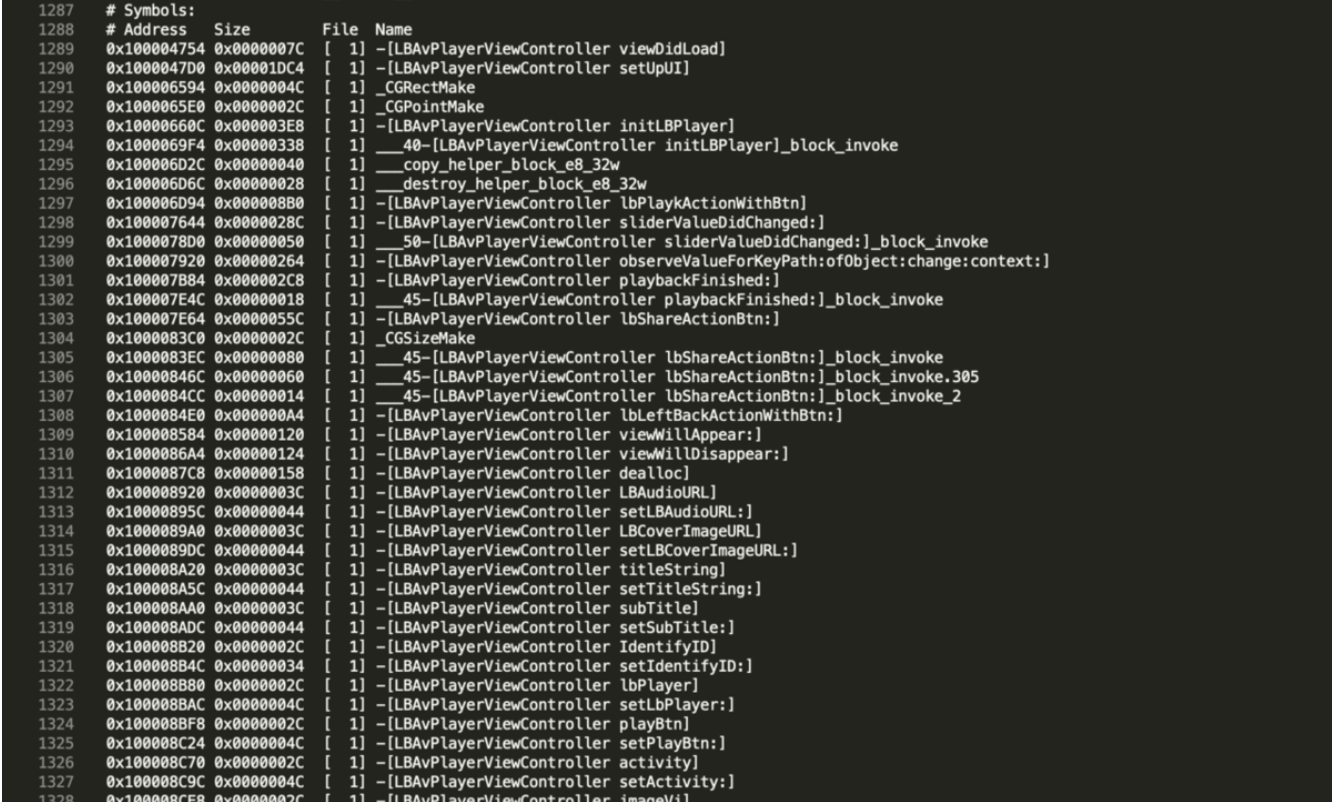 1287 # Symbols:
1288 # Address Size File Name
1289 0x100004754 0x0000007C [ 1] -[LBAvPlayerViewController viewDidLoad]
1290 0x1000047D0 0x00001DC4 [ 1] -[LBAvPlayerViewController setUpUI]
1291 0x100006594 0x0000004C [ 1] _CGRectMake
1292 0x1000065E0 0x0000002C [ 1] _CGPointMake
1293 0x10000660C 0x000003E8 [ 1] -[LBAvPlayerViewController initLBPlayer]
1294 0x1000069F4 0x00000338 [ 1] ___40-[LBAvPlayerViewController initLBPlayer]_block_invoke
1295 0x100006D2C 0x00000040 [ 1] ___copy_helper_block_e8_32w
1296 0x100006D6C 0x00000028 [ 1] ___destroy_helper_block_e8_32w
1297 0x100006D94 0x000008B0 [ 1] -[LBAvPlayerViewController lbPlaykActionWithBtn]
1298 0x100007644 0x0000028C [ 1] -[LBAvPlayerViewController sliderValueDidChanged:]
1299 0x1000078D0 0x00000050 [ 1] ___50-[LBAvPlayerViewController sliderValueDidChanged:]_block_invoke
1300 0x100007920 0x00000264 [ 1] -[LBAvPlayerViewController observeValueForKeyPath:ofObject:change:context:]
1301 0x100007B84 0x000002C8 [ 1] -[LBAvPlayerViewController playbackFinished:]
1302 0x100007E4C 0x00000018 [ 1] ___45-[LBAvPlayerViewController playbackFinished:]_block_invoke
1303 0x100007E64 0x0000055C [ 1] -[LBAvPlayerViewController lbShareActionBtn:]
1304 0x1000083C0 0x0000002C [ 1] _CGSizeMake
1305 0x1000083EC 0x00000080 [ 1] ___45-[LBAvPlayerViewController lbShareActionBtn:]_block_invoke
1306 0x10000846C 0x00000060 [ 1] ___45-[LBAvPlayerViewController lbShareActionBtn:]_block_invoke.305
1307 0x1000084CC 0x00000014 [ 1] ___45-[LBAvPlayerViewController lbShareActionBtn:]_block_invoke_2
1308 0x1000084E0 0x000000A4 [ 1] -[LBAvPlayerViewController lbLeftBackActionWithBtn:]
1309 0x100008584 0x00000120 [ 1] -[LBAvPlayerViewController viewWillAppear:]
1310 0x1000086A4 0x00000124 [ 1] -[LBAvPlayerViewController viewWillDisappear:]
1311 0x1000087C8 0x00000158 [ 1] -[LBAvPlayerViewController dealloc]
1312 0x100008920 0x0000003C [ 1] -[LBAvPlayerViewController LBAudioURL]
1313 0x10000895C 0x00000044 [ 1] -[LBAvPlayerViewController setLBAudioURL:]
1314 0x1000089A0 0x0000003C [ 1] -[LBAvPlayerViewController LBCoverImageURL]
1315 0x1000089DC 0x00000044 [ 1] -[LBAvPlayerViewController setLBCoverImageURL:]
1316 0x100008A20 0x0000003C [ 1] -[LBAvPlayerViewController titleString]
1317 0x100008A5C 0x00000044 [ 1] -[LBAvPlayerViewController setTitleString:]
1318 0x100008AA0 0x0000003C [ 1] -[LBAvPlayerViewController subTitle]
1319 0x100008ADC 0x00000044 [ 1] -[LBAvPlayerViewController setSubTitle:]
1320 0x100008B20 0x0000002C [ 1] -[LBAvPlayerViewController IdentifyID]
1321 0x100008B4C 0x00000034 [ 1] -[LBAvPlayerViewController setIdentifyID:]
1322 0x100008B80 0x0000002C [ 1] -[LBAvPlayerViewController lbPlayer]
1323 0x100008BAC 0x0000004C [ 1] -[LBAvPlayerViewController setLbPlayer:]
1324 0x100008BF8 0x0000002C [ 1] -[LBAvPlayerViewController playBtn]
1325 0x100008C24 0x0000004C [ 1] -[LBAvPlayerViewController setPlayBtn:]
1326 0x100008C70 0x0000002C [ 1] -[LBAvPlayerViewController activity]
1327 0x100008C9C 0x0000004C [ 1] -[LBAvPlayerViewController setActivity:]
1328 0x100008CE8 0x0000002C [ 1] -[LBAvPlayerViewController imageVi]